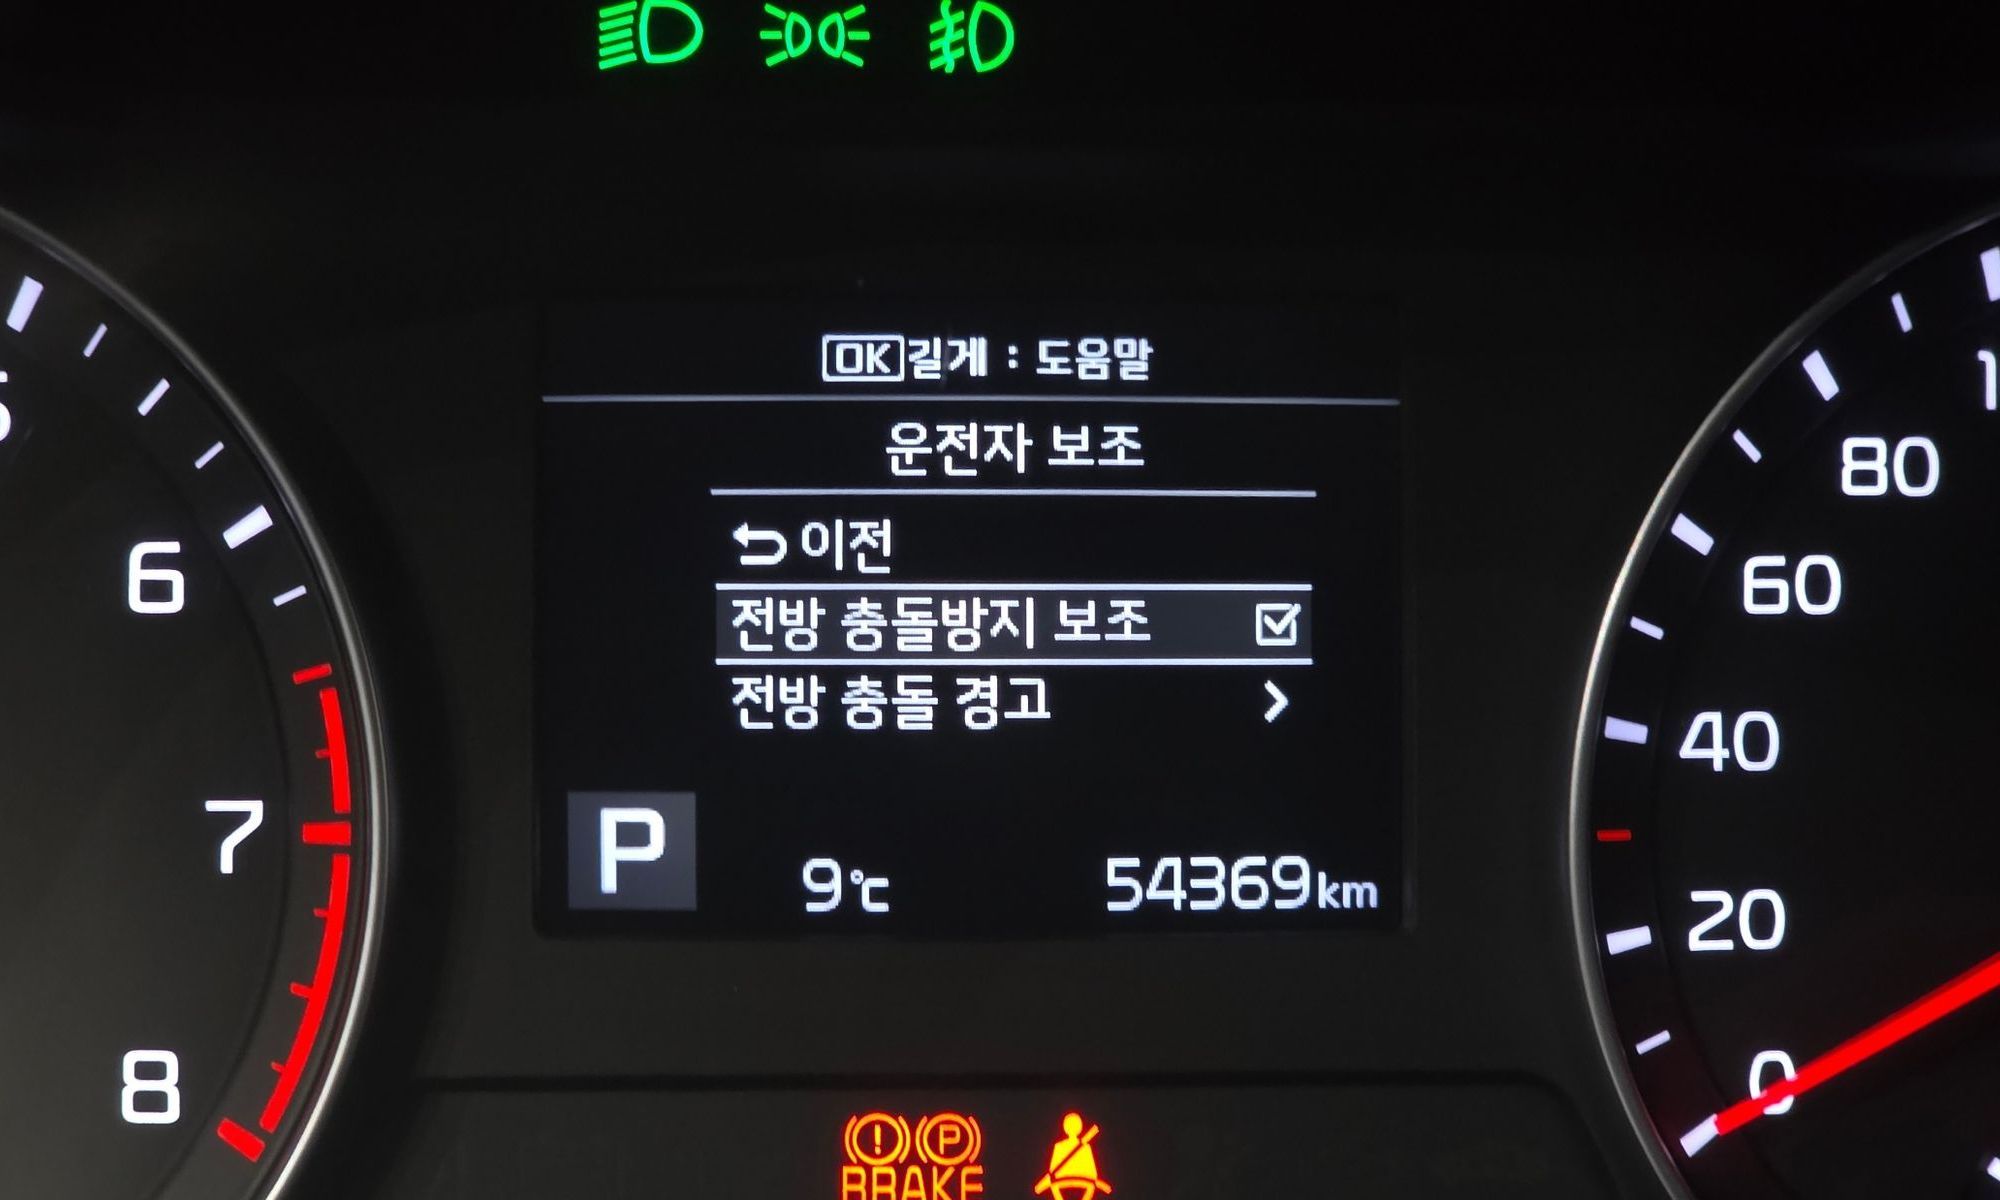 OK길게 : 도움말
운전자 보조
이전
전방 충돌방지 보조
전방 충돌 경고
P
9℃
54369km
6
7
8
80
60
40
20
0
! P
BRAKE